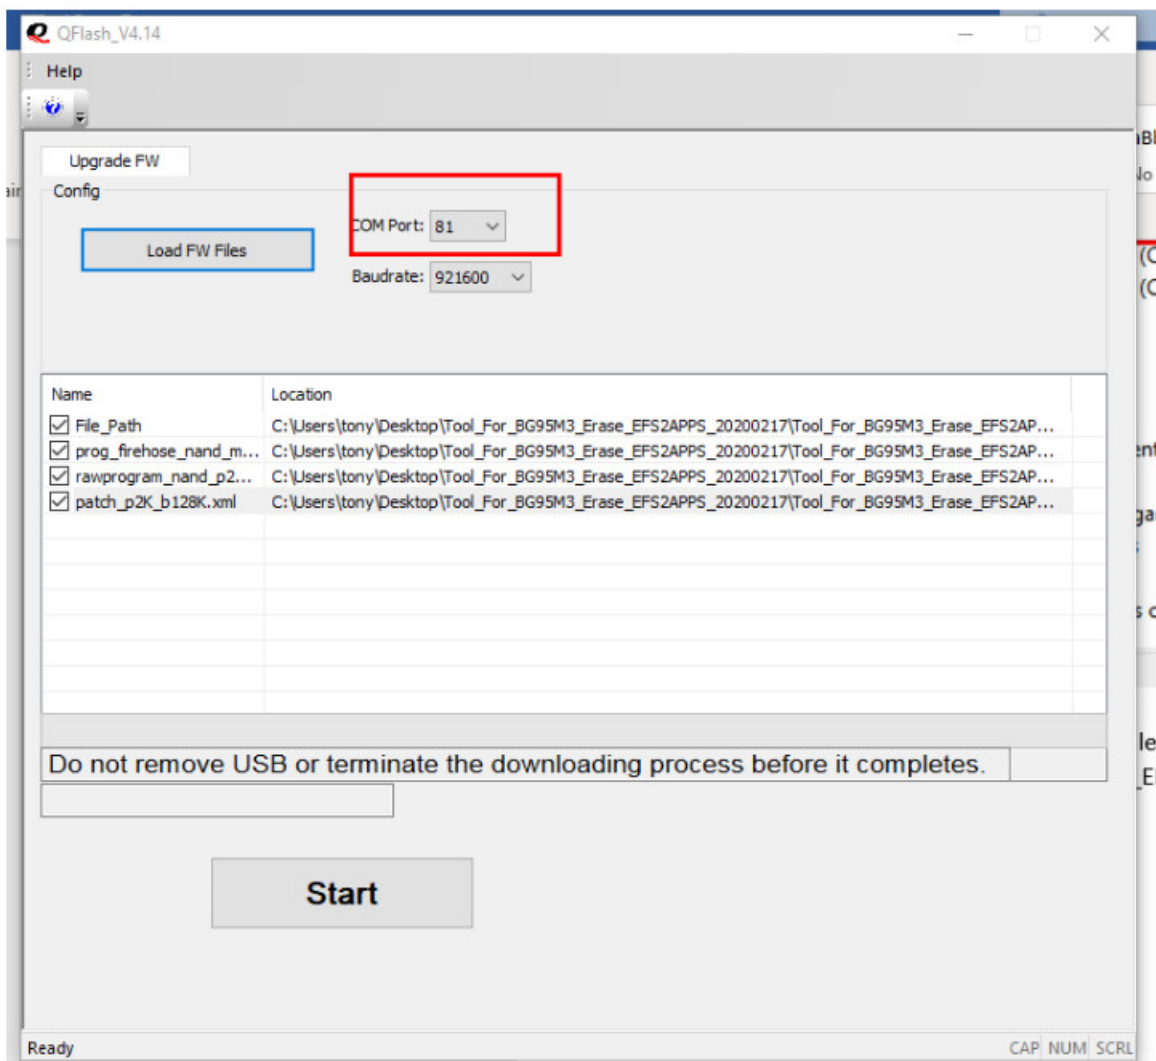 QFlash_V4.14
Help
Upgrade FW
Config
Load FW Files
COM Port: 81
Baudrate: 921600
Name Location
File_Path C:\Users\tony\Desktop\Tool_For_BG95M3_Erase_EFS2APPS_20200217\Tool_For_BG95M3_Erase_EFS2AP...
prog_firehose_nand_m... C:\Users\tony\Desktop\Tool_For_BG95M3_Erase_EFS2APPS_20200217\Tool_For_BG95M3_Erase_EFS2AP...
rawprogram_nand_p2... C:\Users\tony\Desktop\Tool_For_BG95M3_Erase_EFS2APPS_20200217\Tool_For_BG95M3_Erase_EFS2AP...
patch_p2K_b128K.xml C:\Users\tony\Desktop\Tool_For_BG95M3_Erase_EFS2APPS_20200217\Tool_For_BG95M3_Erase_EFS2AP...
Do not remove USB or terminate the downloading process before it completes.
Start
Ready CAP NUM SCRL